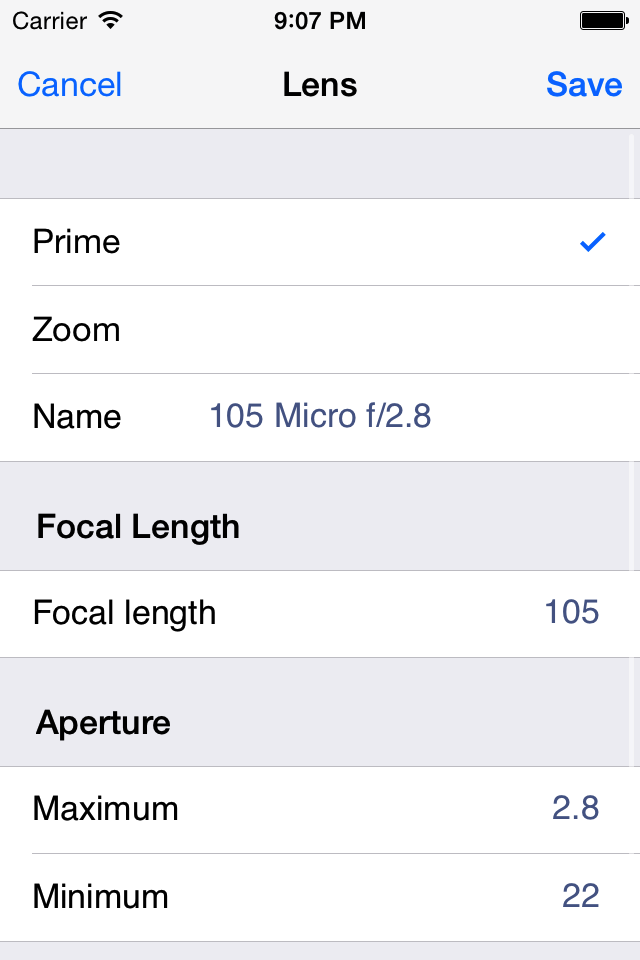 Carrier 9:07 PM
Cancel Lens Save
Prime
Zoom
Name 105 Micro f/2.8
Focal Length
Focal length 105
Aperture
Maximum 2.8
Minimum 22